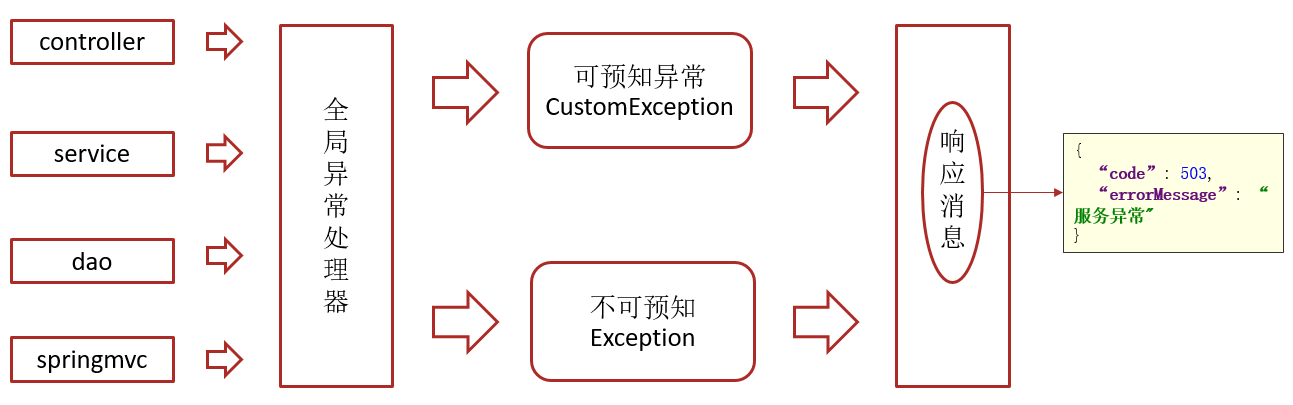 controller
service
dao
springmvc
全
局
异
常
处
理
器
可预知异常
CustomException
不可预知
Exception
响
应
消
息
{
“code”: 503,
“errorMessage”: “
服务异常"
}